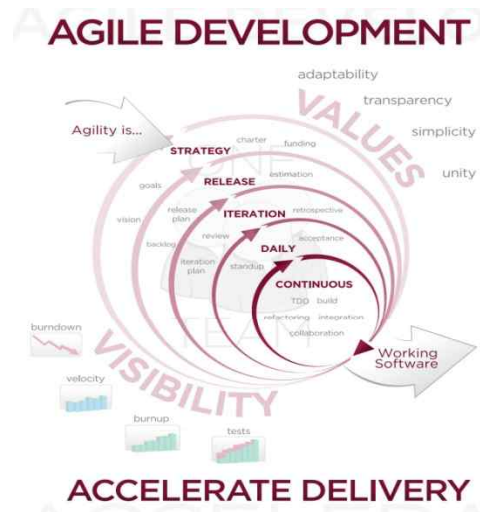 AGILE DEVELOPMENT
adaptability
VALUES
transparency
simplicity
unity
Agility is...
charter
funding
STRATEGY
ONE
estimation
RELEASE
goals
release
plan
vision
ITERATION
retrospective
review
acceptance
backlog
DAILY
iteration
plan
standup
CONTINUOUS
TDD build
refactoring integration
collaboration
TEAM
burndown
VISIBILITY
Working
Software
velocity
burnup
tests
ACCELERATE DELIVERY